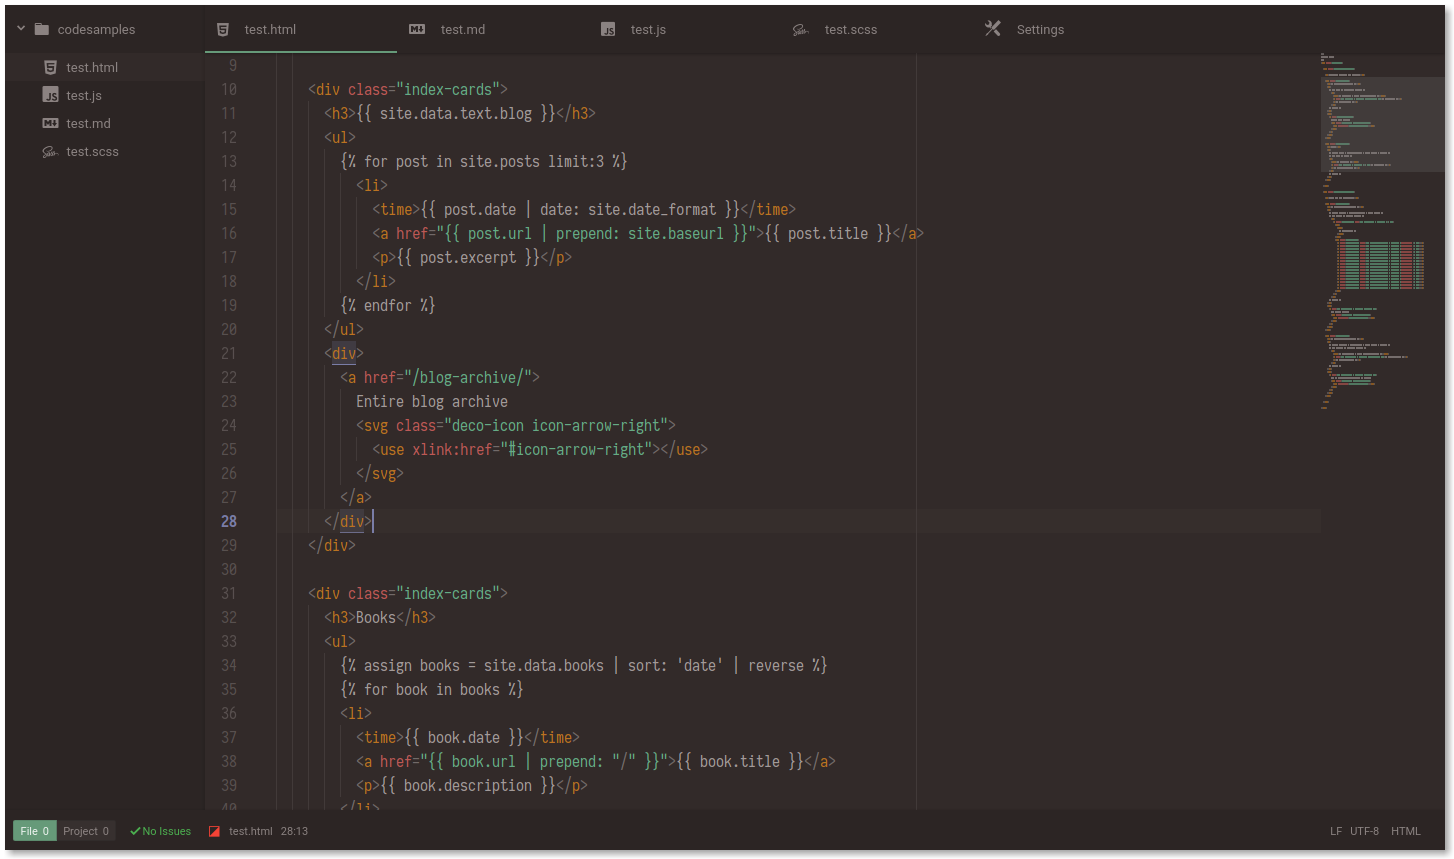 codesamples
test.html
test.js
test.md
test.scss
test.html test.md test.js test.scss Settings
9
10 <div class="index-cards">
11 <h3>{{ site.data.text.blog }}</h3>
12 <ul>
13 {% for post in site.posts limit:3 %}
14 <li>
15 <time>{{ post.date | date: site.date_format }}</time>
16 <a href="{{ post.url | prepend: site.baseurl }}">{{ post.title }}</a>
17 <p>{{ post.excerpt }}</p>
18 </li>
19 {% endfor %}
20 </ul>
21 <div>
22 <a href="/blog-archive/">
23 Entire blog archive
24 <svg class="deco-icon icon-arrow-right">
25 <use xlink:href="#icon-arrow-right"></use>
26 </svg>
27 </a>
28 </div>
29 </div>
30
31 <div class="index-cards">
32 <h3>Books</h3>
33 <ul>
34 {% assign books = site.data.books | sort: 'date' | reverse %}
35 {% for book in books %}
36 <li>
37 <time>{{ book.date }}</time>
38 <a href="{{ book.url | prepend: "/" }}">{{ book.title }}</a>
39 <p>{{ book.description }}</p>
40 </li>
File 0 Project 0 No Issues test.html 28:13 LF UTF-8 HTML